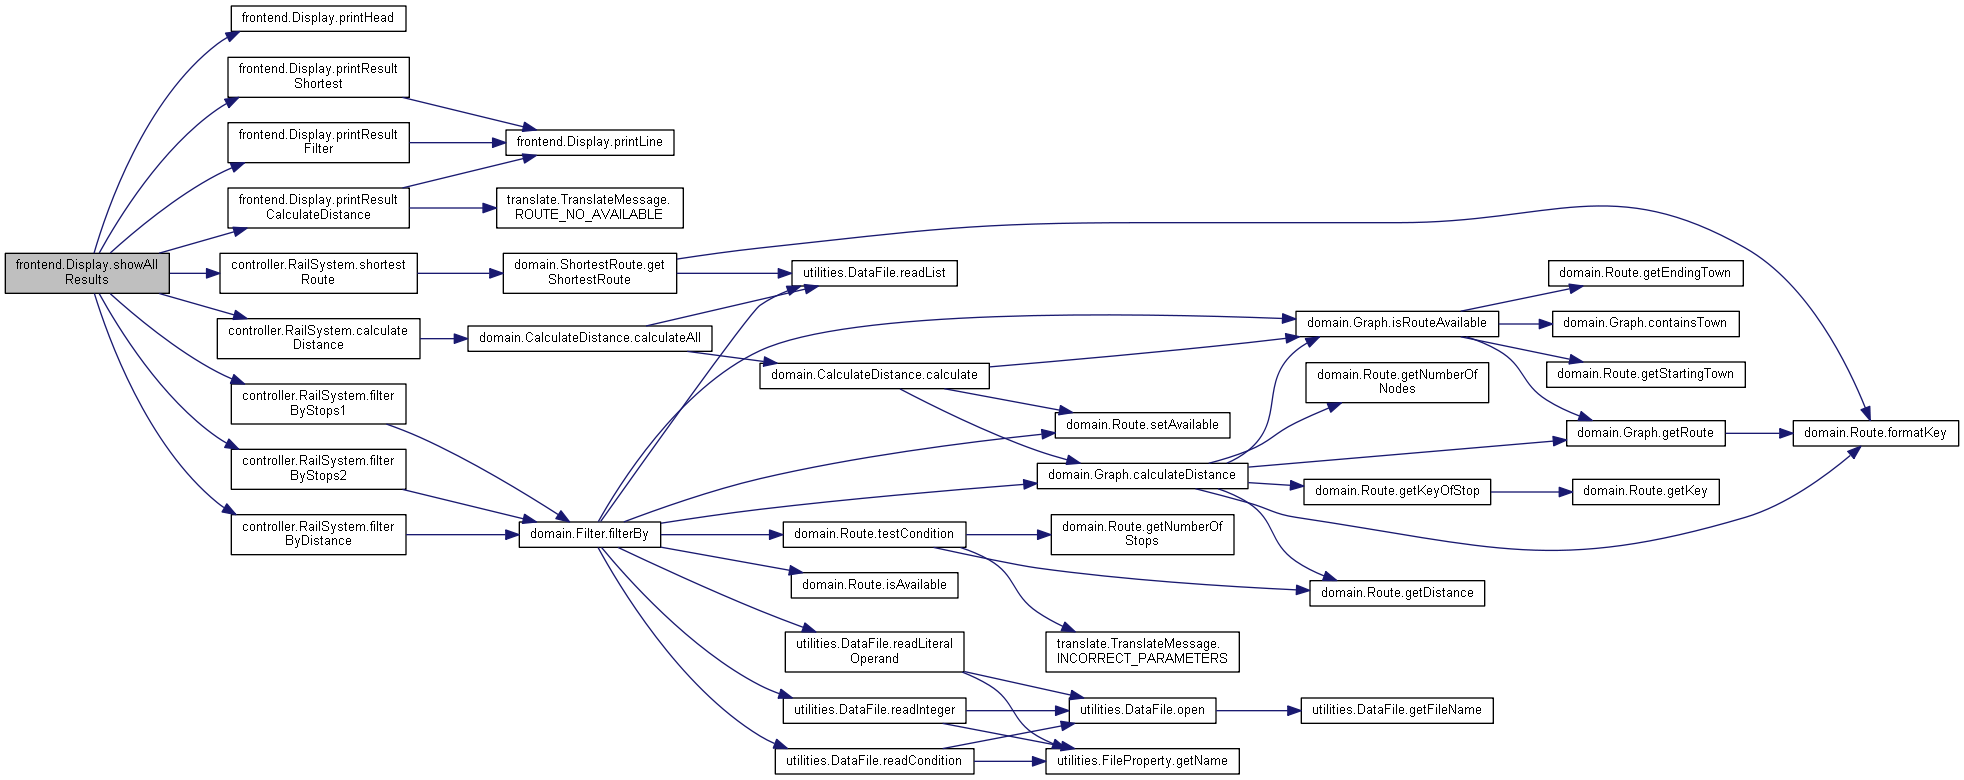 frontend.Display.printHead
frontend.Display.printResult
Shortest
frontend.Display.printResult
Filter
frontend.Display.printLine
frontend.Display.printResult
CalculateDistance
translate.TranslateMessage.
ROUTE_NO_AVAILABLE
frontend.Display.showAll
Results
controller.RailSystem.shortest
Route
domain.ShortestRoute.get
ShortestRoute
utilities.DataFile.readList
domain.Route.getEndingTown
controller.RailSystem.calculate
Distance
domain.CalculateDistance.calculateAll
domain.Graph.isRouteAvailable
domain.Graph.containsTown
domain.CalculateDistance.calculate
domain.Route.getNumberOf
Nodes
domain.Route.getStartingTown
controller.RailSystem.filter
ByStops1
domain.Route.setAvailable
domain.Graph.getRoute
domain.Route.formatKey
controller.RailSystem.filter
ByStops2
domain.Graph.calculateDistance
domain.Route.getKeyOfStop
domain.Route.getKey
controller.RailSystem.filter
ByDistance
domain.Filter.filterBy
domain.Route.testCondition
domain.Route.getNumberOf
Stops
domain.Route.isAvailable
domain.Route.getDistance
utilities.DataFile.readLiteral
Operand
translate.TranslateMessage.
INCORRECT_PARAMETERS
utilities.DataFile.readInteger
utilities.DataFile.open
utilities.DataFile.getFileName
utilities.DataFile.readCondition
utilities.FileProperty.getName